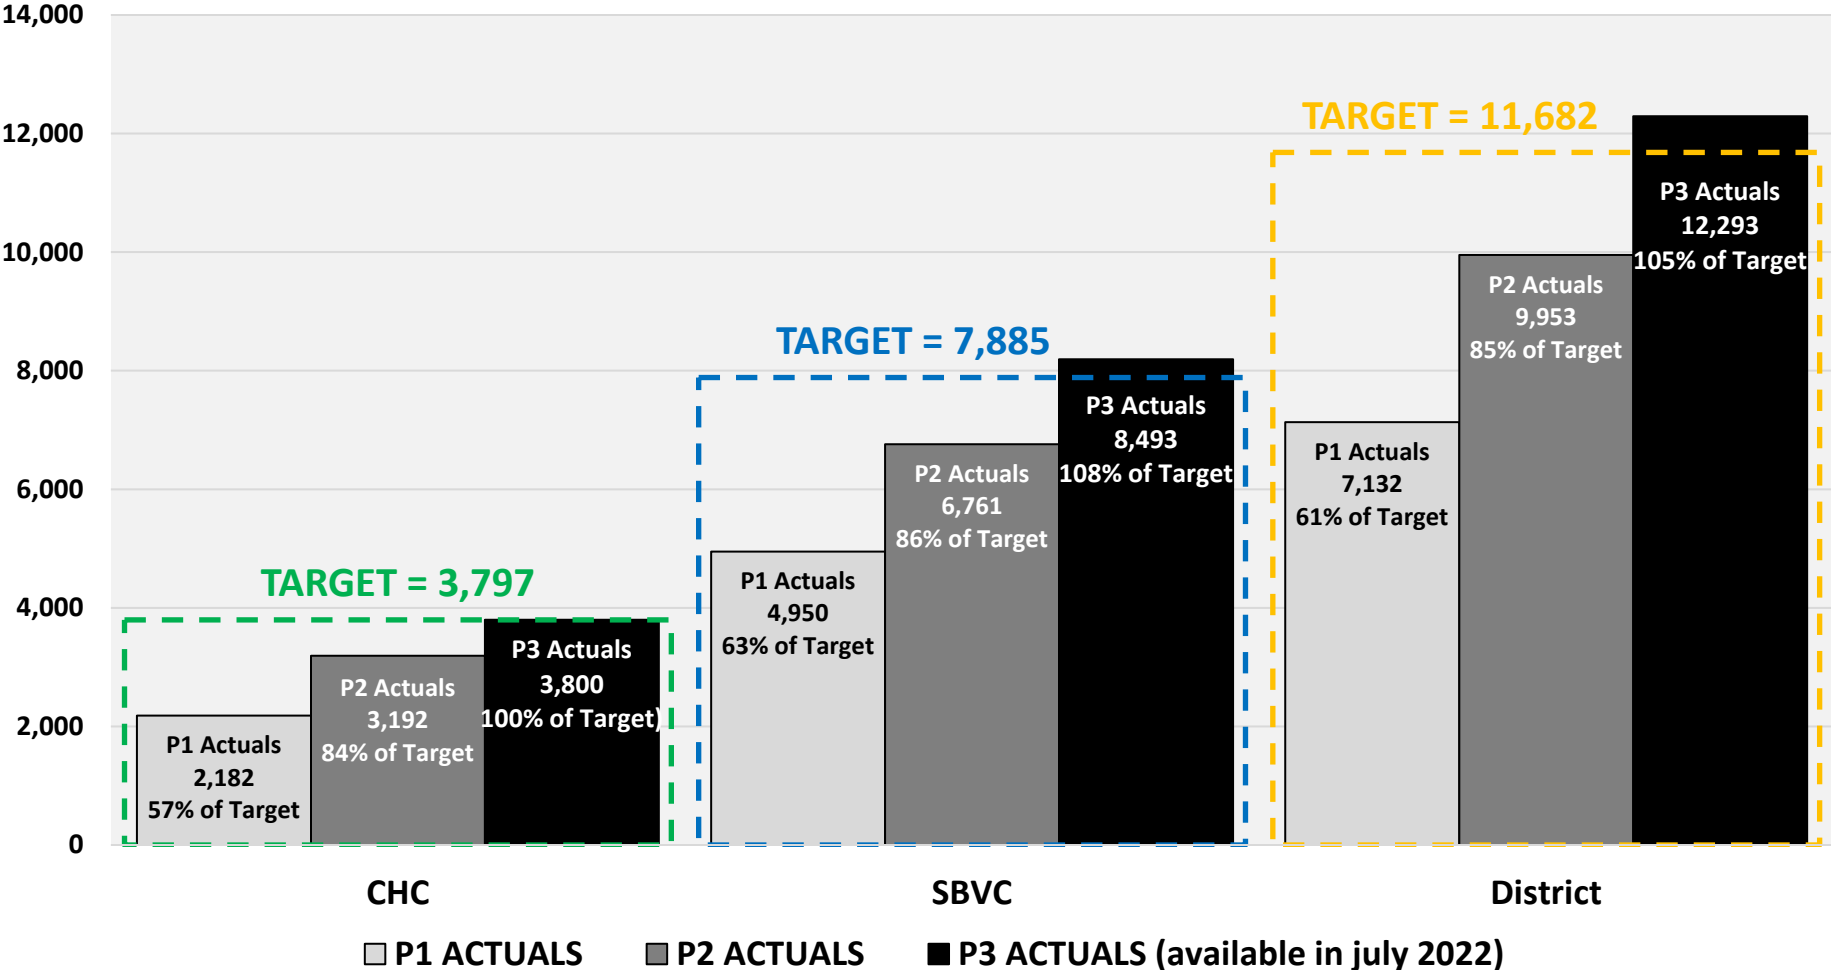 14,000
12,000
10,000
8,000
6,000
4,000
2,000
0
TARGET = 3,797
P1 Actuals
2,182
57% of Target
P2 Actuals
3,192
84% of Target
P3 Actuals
3,800
100% of Target)
TARGET = 7,885
P1 Actuals
4,950
63% of Target
P2 Actuals
6,761
86% of Target
P3 Actuals
8,493
108% of Target
TARGET = 11,682
P1 Actuals
7,132
61% of Target
P2 Actuals
9,953
85% of Target
P3 Actuals
12,293
105% of Target
CHC
SBVC
District
P1 ACTUALS
P2 ACTUALS
P3 ACTUALS (available in july 2022)